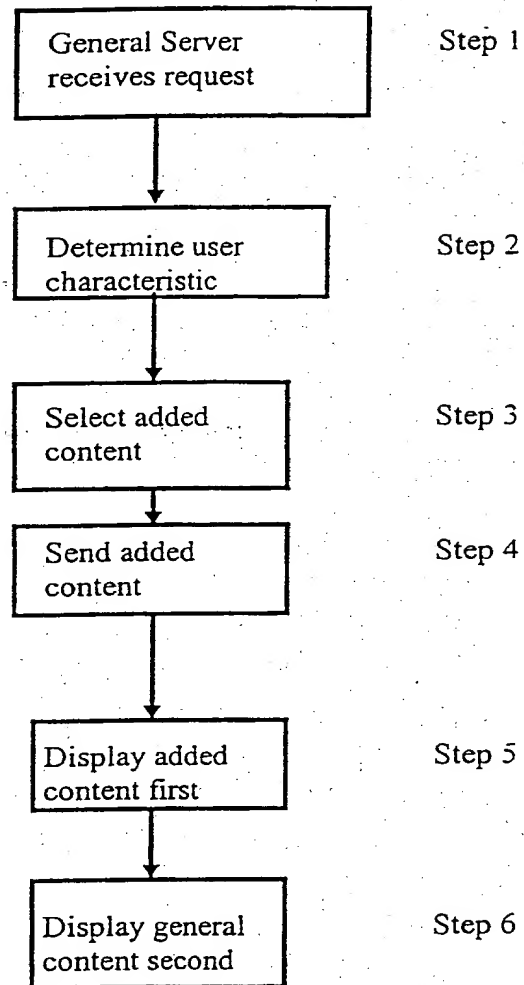 General Server
receives request
Step 1
Determine user
characteristic
Step 2
Select added
content
Step 3
Send added
content
Step 4
Display added
content first
Step 5
Display general
content second
Step 6